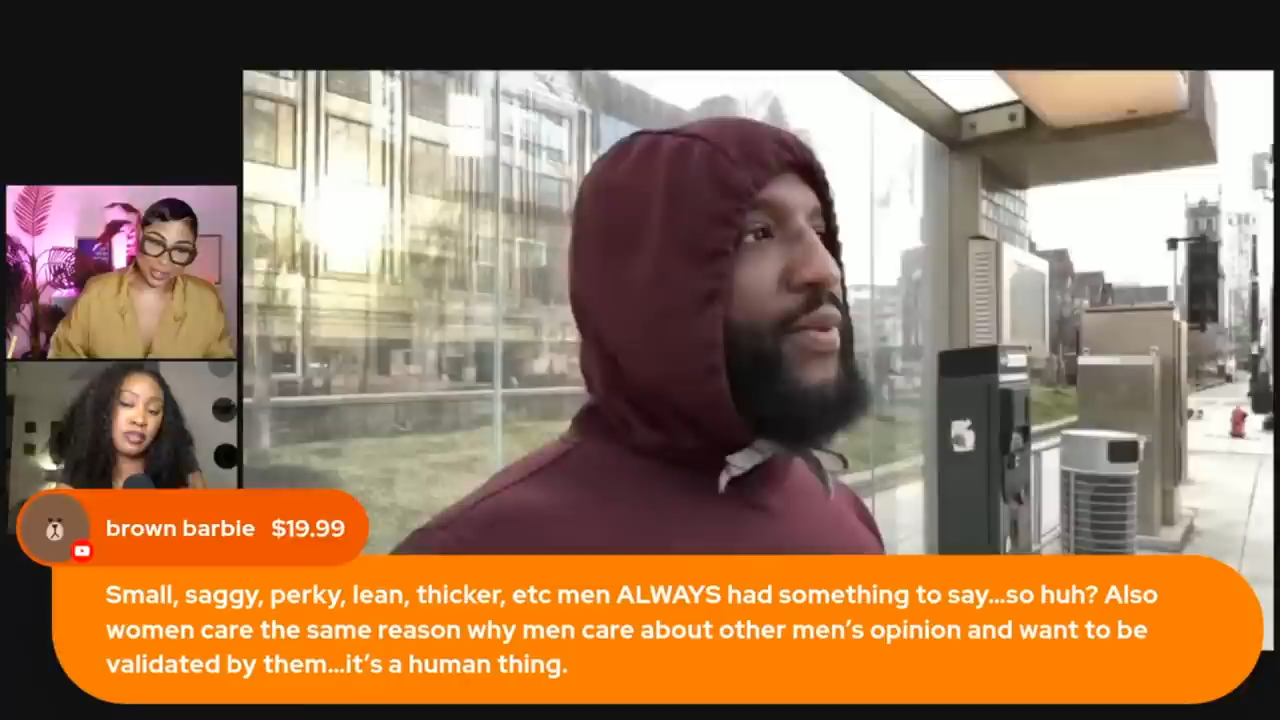 brown barbie $19.99
Small, saggy, perky, lean, thicker, etc men ALWAYS had something to say...so huh? Also
women care the same reason why men care about other men's opinion and want to be
validated by them...it's a human thing.